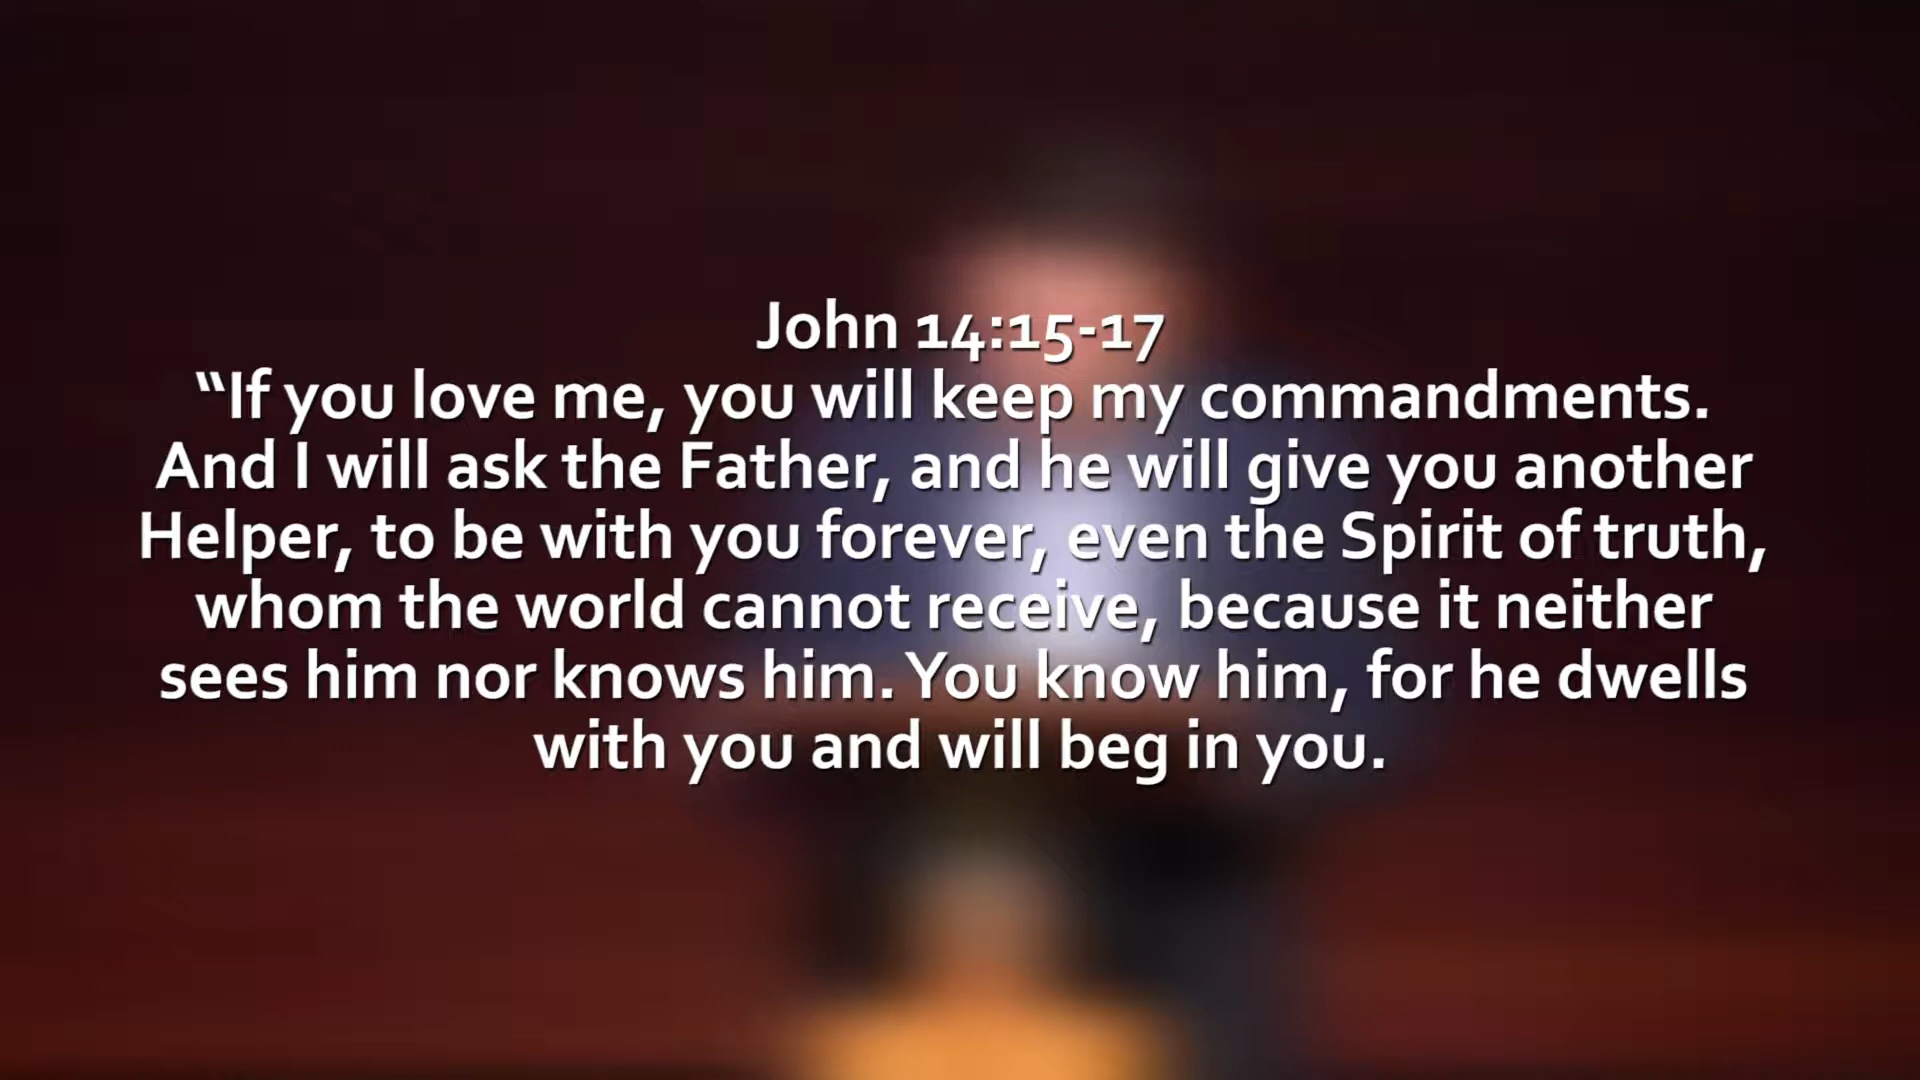 John 14:15-17
“If you love me, you will keep my commandments.
And I will ask the Father, and he will give you another
Helper, to be with you forever, even the Spirit of truth,
whom the world cannot receive, because it neither
sees him nor knows him. You know him, for he dwells
with you and will beg in you.